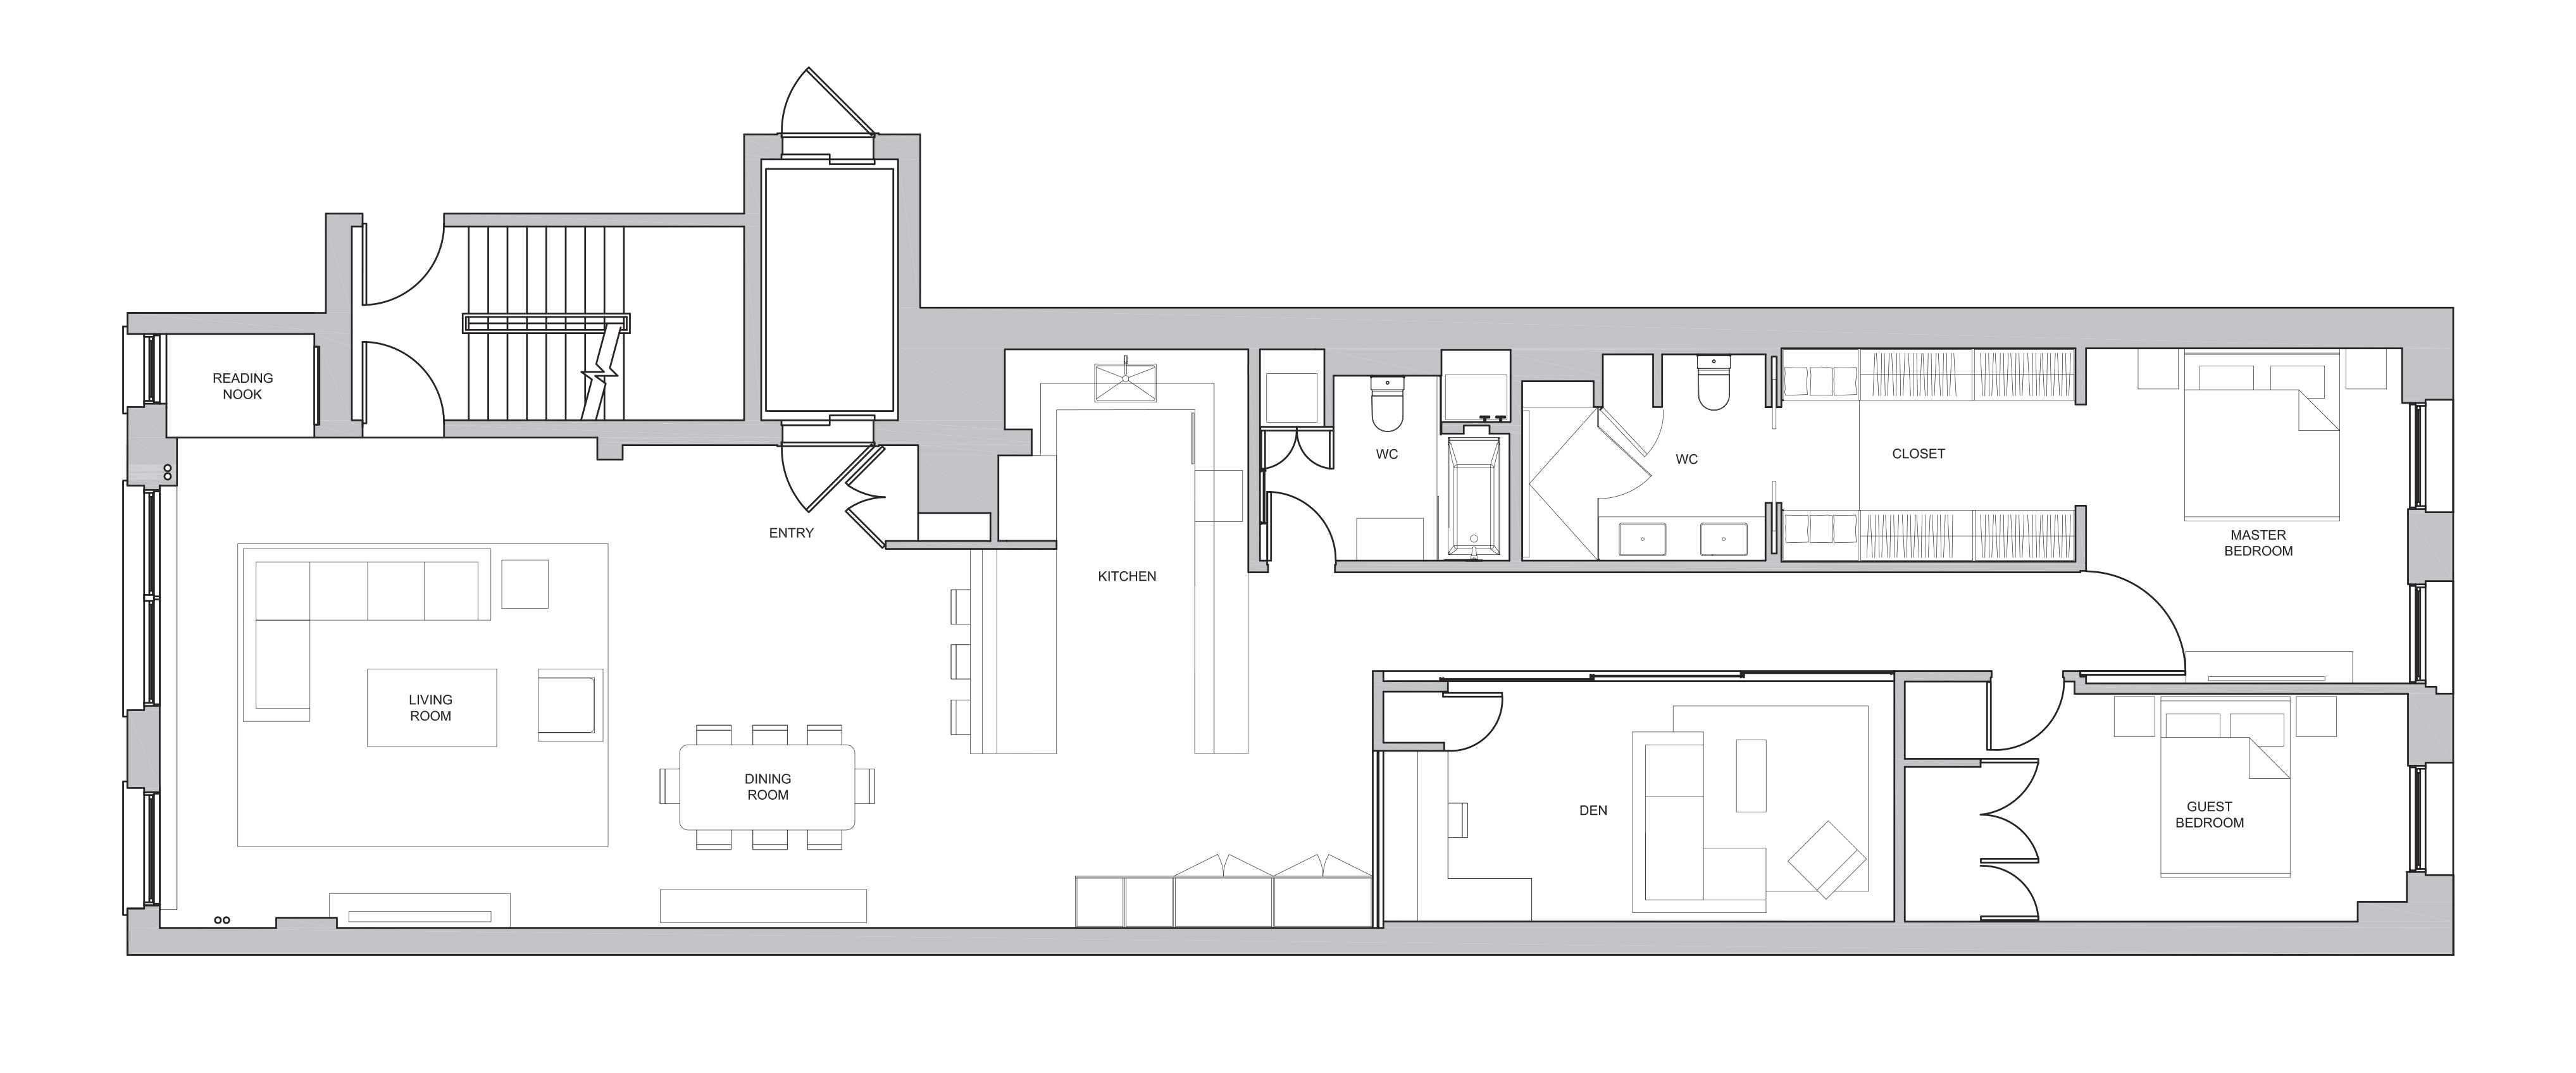 READING
NOOK
ENTRY
LIVING
ROOM
DINING
ROOM
KITCHEN
WC
WC
CLOSET
MASTER
BEDROOM
DEN
GUEST
BEDROOM